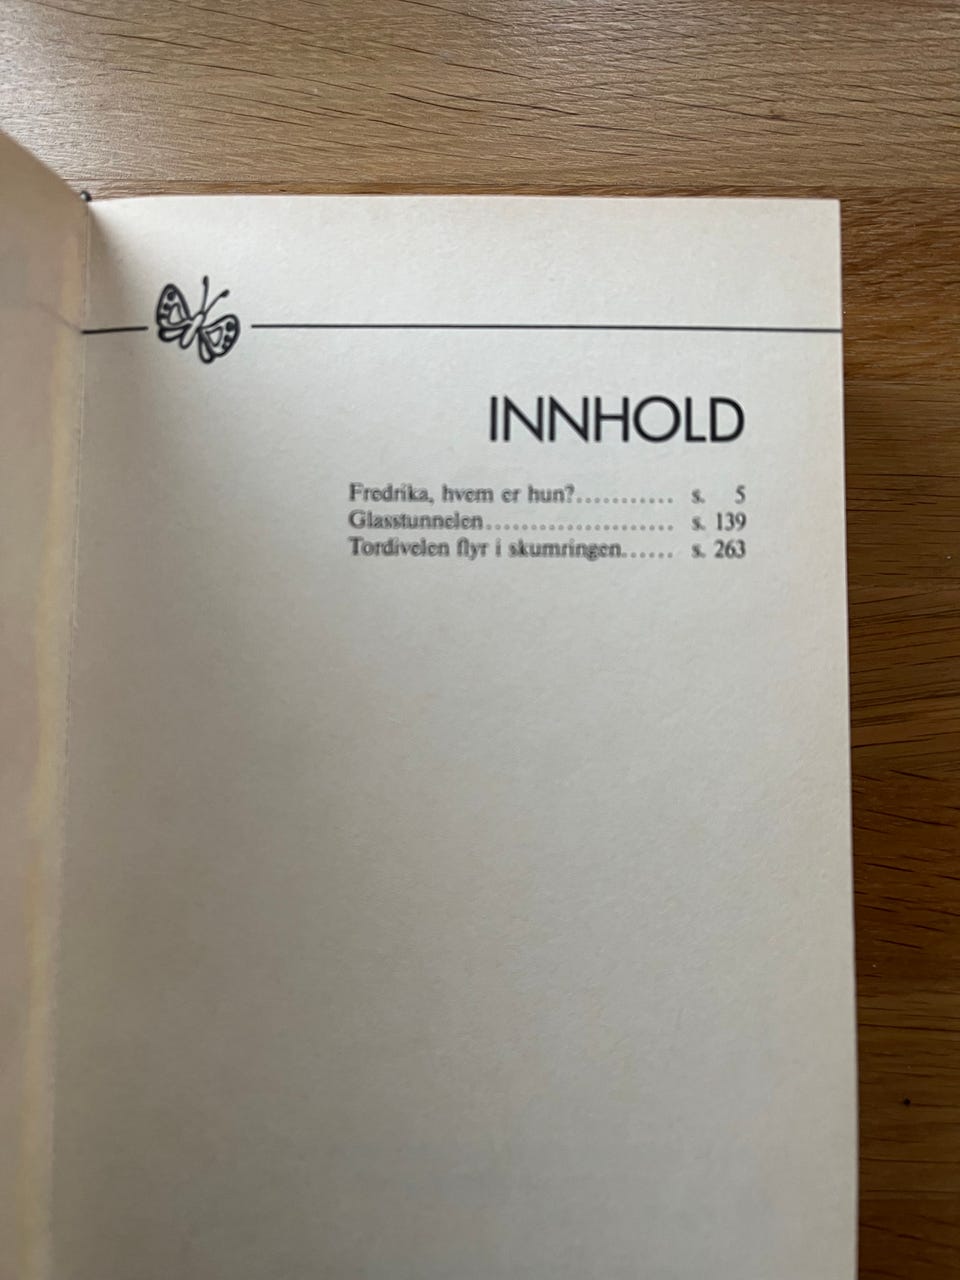 INNHOLD
Fredrika, hvem er hun?........... s. 5
Glasstunnelen...................... s. 139
Tordivelen flyr i skumringen...... s. 263